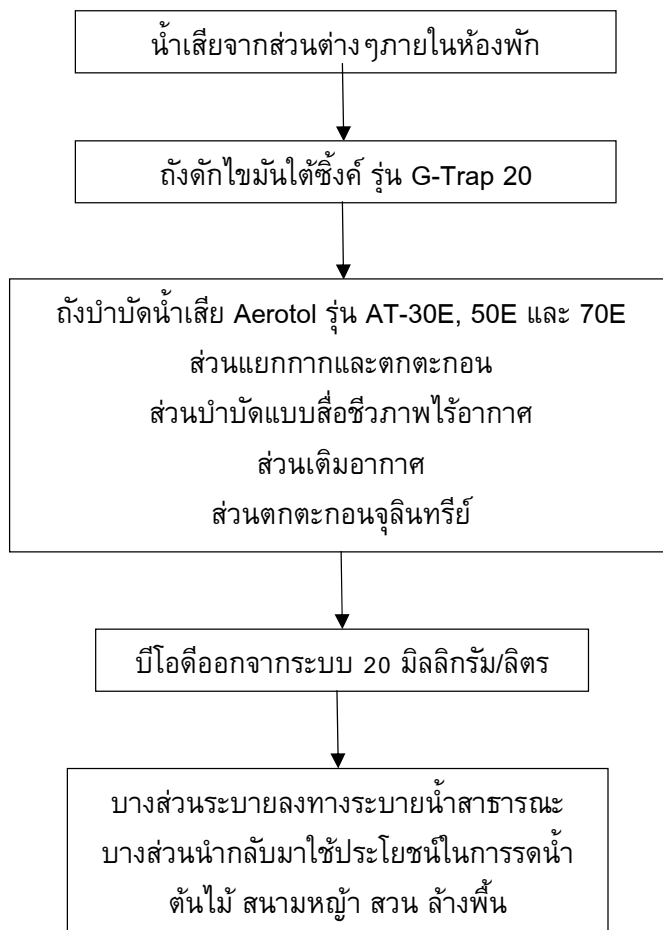 น้ำเสียจากส่วนต่างๆภายในห้องพัก
ถังดักไขมันใต้ซิ้งค์ รุ่น G-Trap 20
ถังบำบัดน้ำเสีย Aerotol รุ่น AT-30E, 50E และ 70E
ส่วนแยกกากและตกตะกอน
ส่วนบำบัดแบบสื่อชีวภาพไร้อากาศ
ส่วนเติมอากาศ
ส่วนตกตะกอนจุลินทรีย์
บีโอดีออกจากระบบ 20 มิลลิกรัม/ลิตร
บางส่วนระบายลงทางระบายน้ำสาธารณะ
บางส่วนนำกลับมาใช้ประโยชน์ในการรดน้ำ
ต้นไม้ สนามหญ้า สวน ล้างพื้น